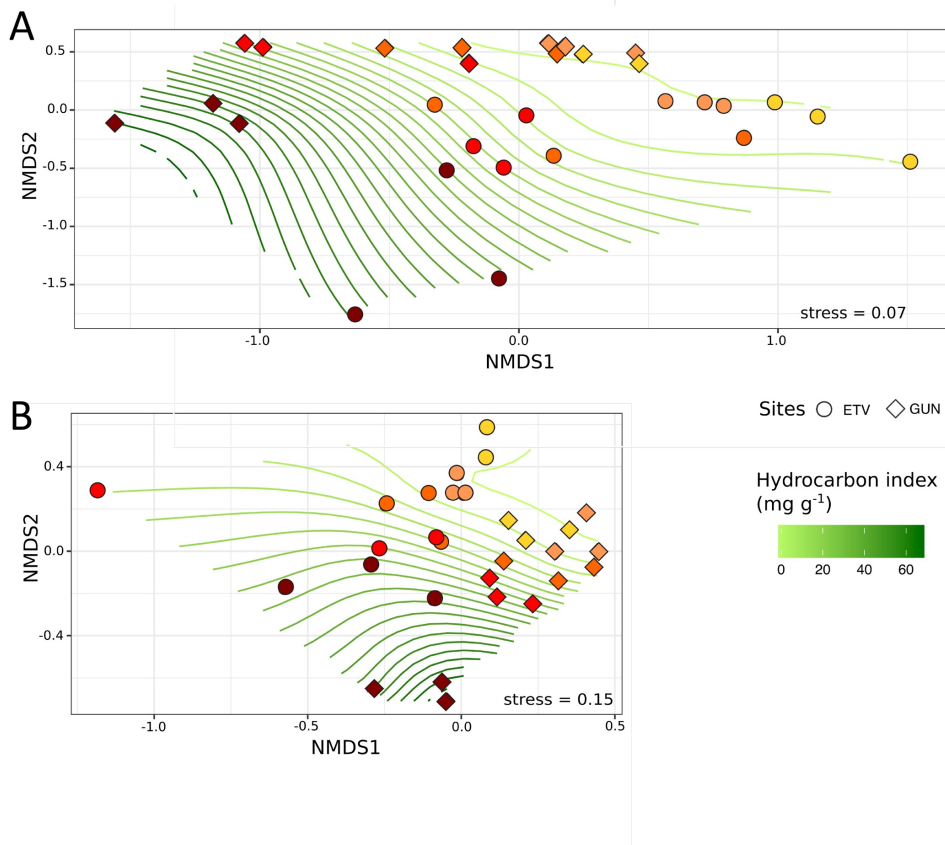 A
NMDS2
0.5
0.0
-0.5
-1.0
-1.5
stress = 0.07
-1.0 0.0 1.0
NMDS1
B
NMDS2
0.4
0.0
-0.4
stress = 0.15
-1.0 -0.5 0.0 0.5
NMDS1
Sites ETV GUN
Hydrocarbon index
(mg g-1)
0 20 40 60